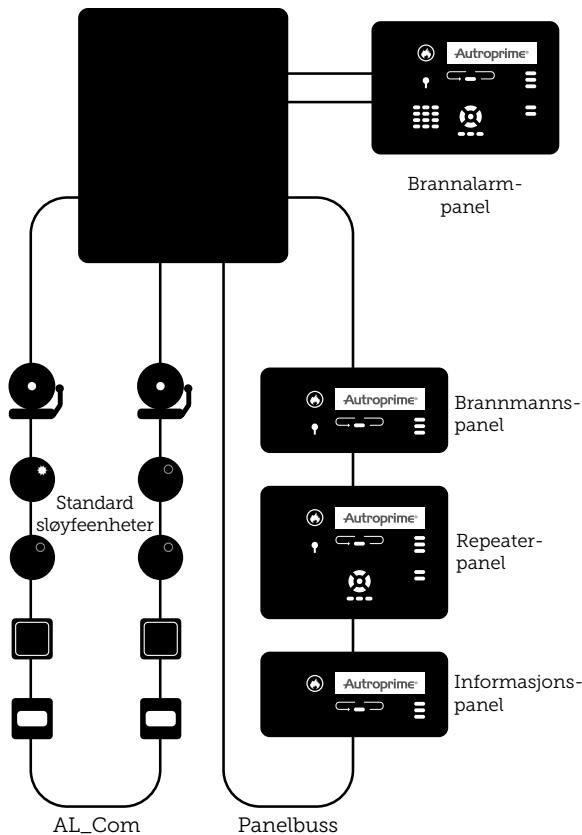 Autroprime®
Brannalarm-
panel
Autroprime®
Brannmanns-
panel
Standard
sløyfeenheter
Autroprime®
Repeater-
panel
Autroprime®
Informasjons-
panel
AL_Com
Panelbuss